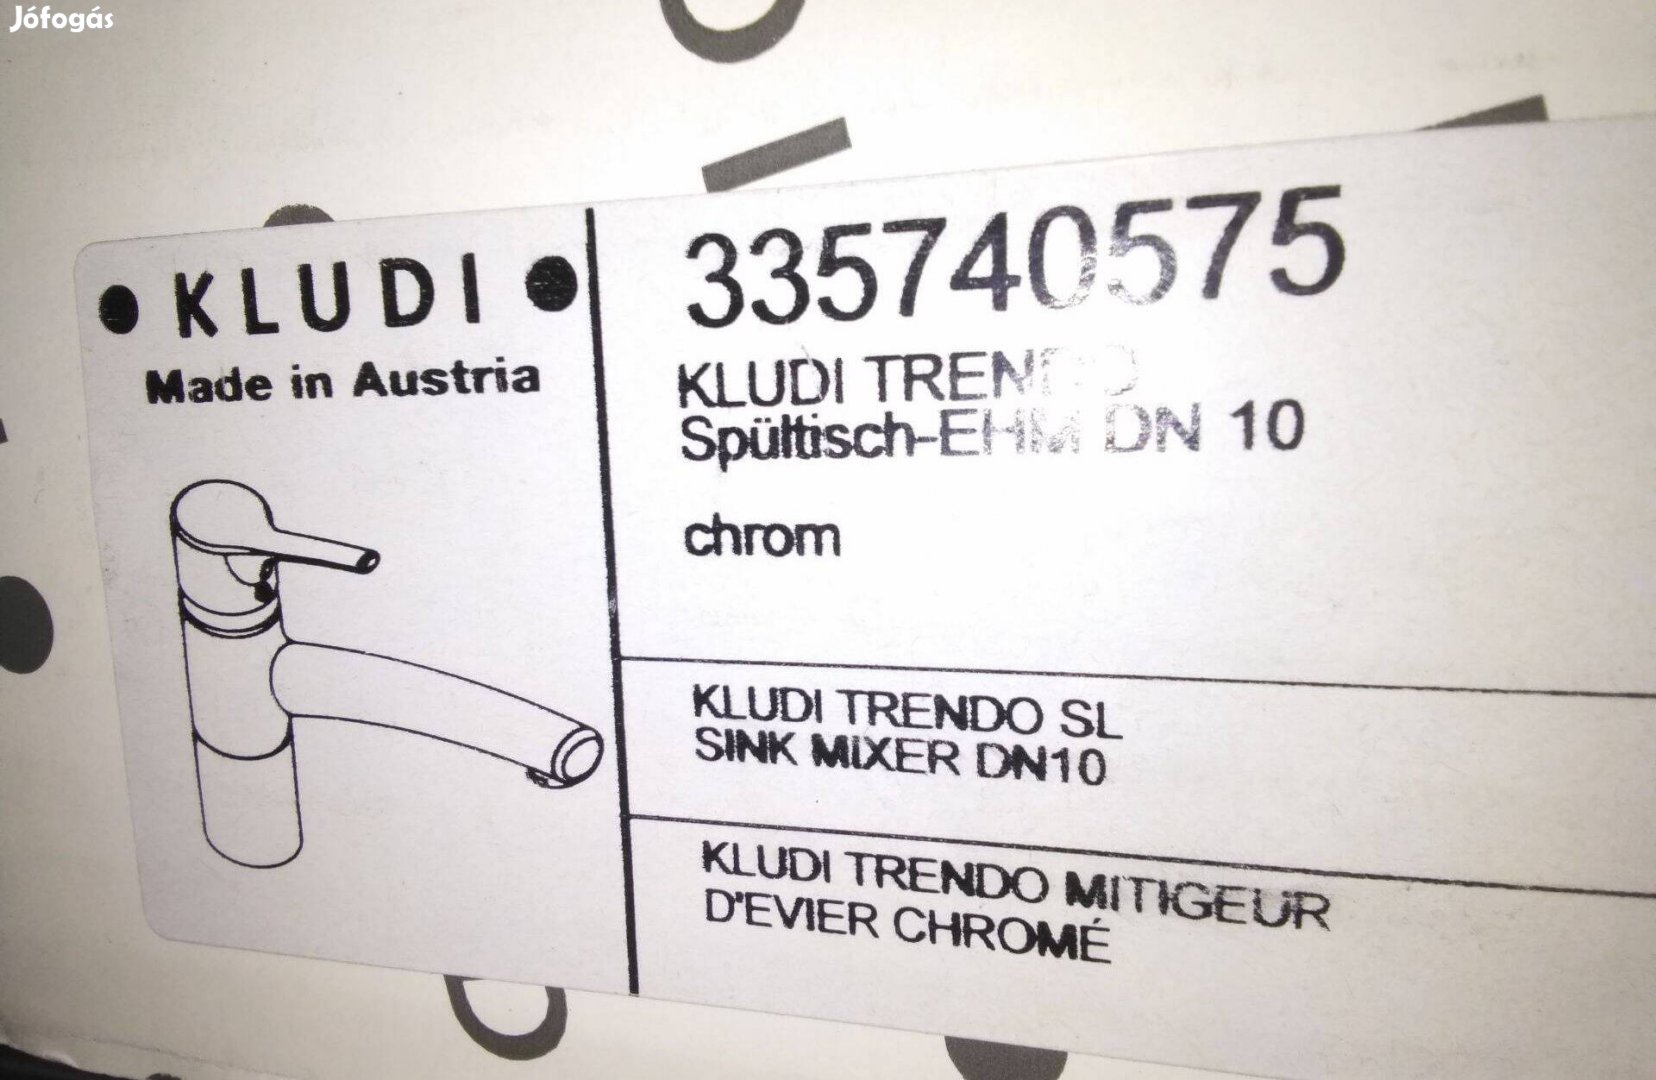 Jófogás
• KLUDI •
Made in Austria
335740575
KLUDI TRENDO
Spültisch-EHM DN 10
chrom
KLUDI TRENDO SL
SINK MIXER DN10
KLUDI TRENDO MITIGEUR
D'EVIER CHROMÉ